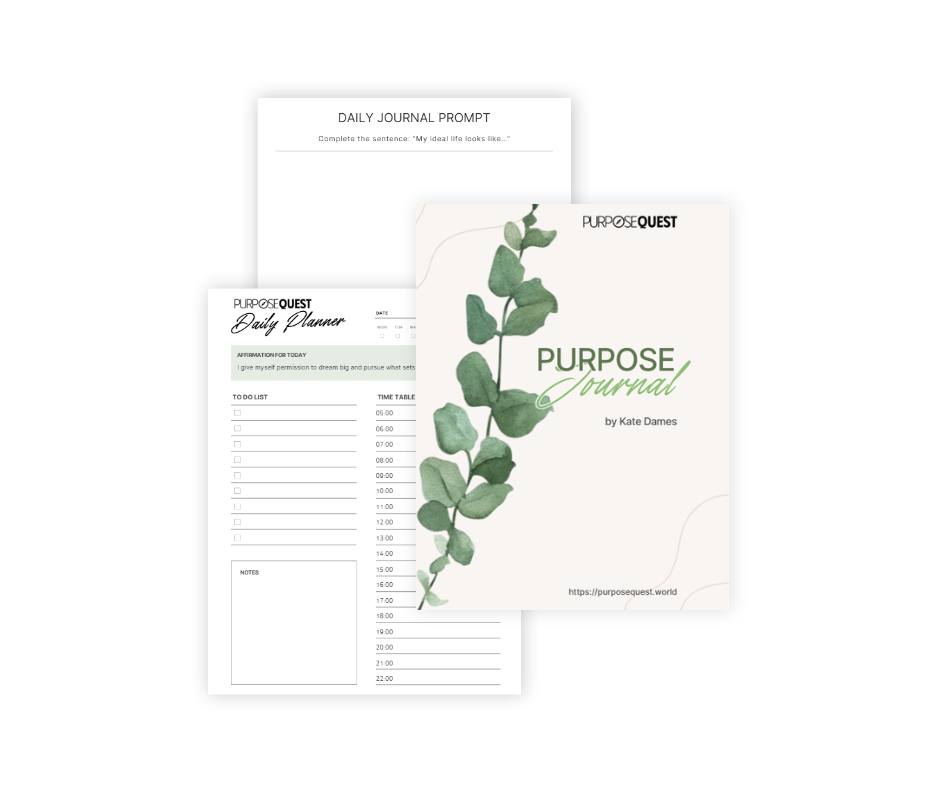 DAILY JOURNAL PROMPT
Complete the sentence: "My ideal life looks like..."
PURPOSEQUEST
PURPOSE
Journal
by Kate Dames
https://purposequest.world
PURPOSEQUEST
Daily Planner
DATE
MON TUE
AFFIRMATION FOR TODAY
I give myself permission to dream big and pursue what sets
TO DO LIST
NOTES
TIME TABLE
05:00
06:00
07:00
08:00
09:00
10:00
11:00
12:00
13:00
14:00
15:00
16:00
17:00
18:00
19:00
20:00
21:00
22:00